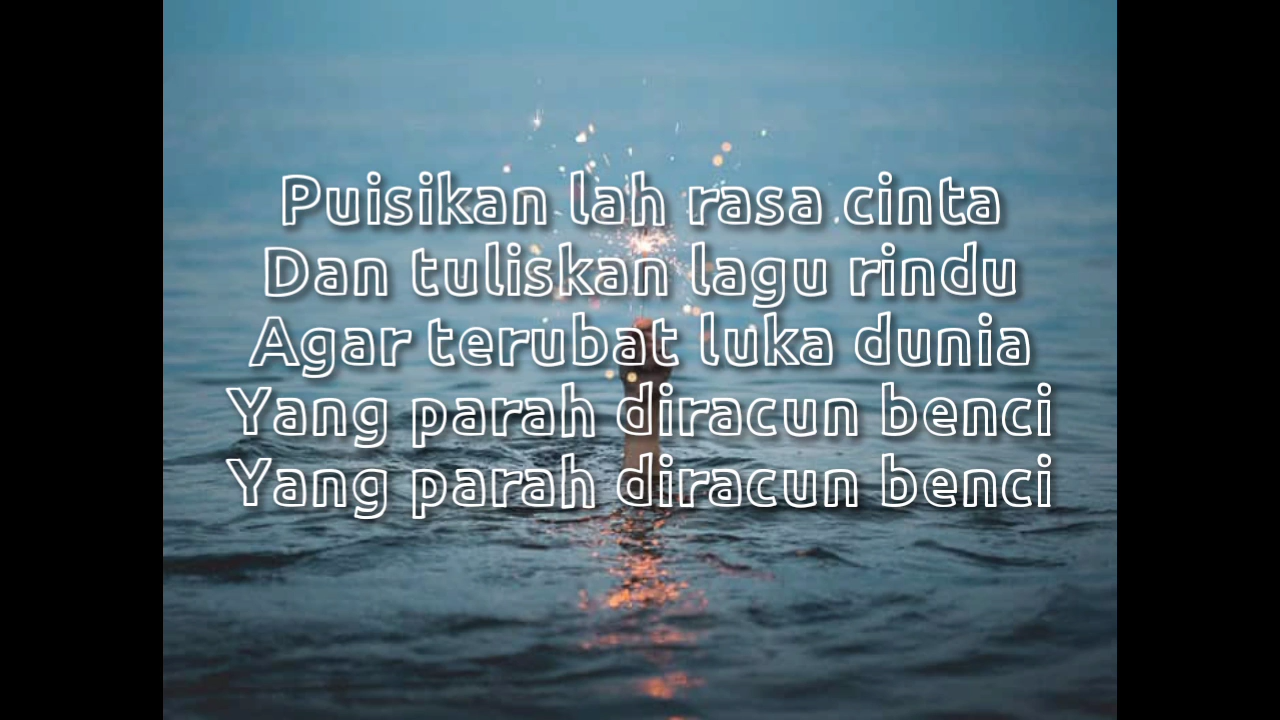 Puisikan lah rasa cinta
Dan tuliskan lagu rindu
Agar terubat luka dunia
Yang parah diracun benci
Yang parah diracun benci